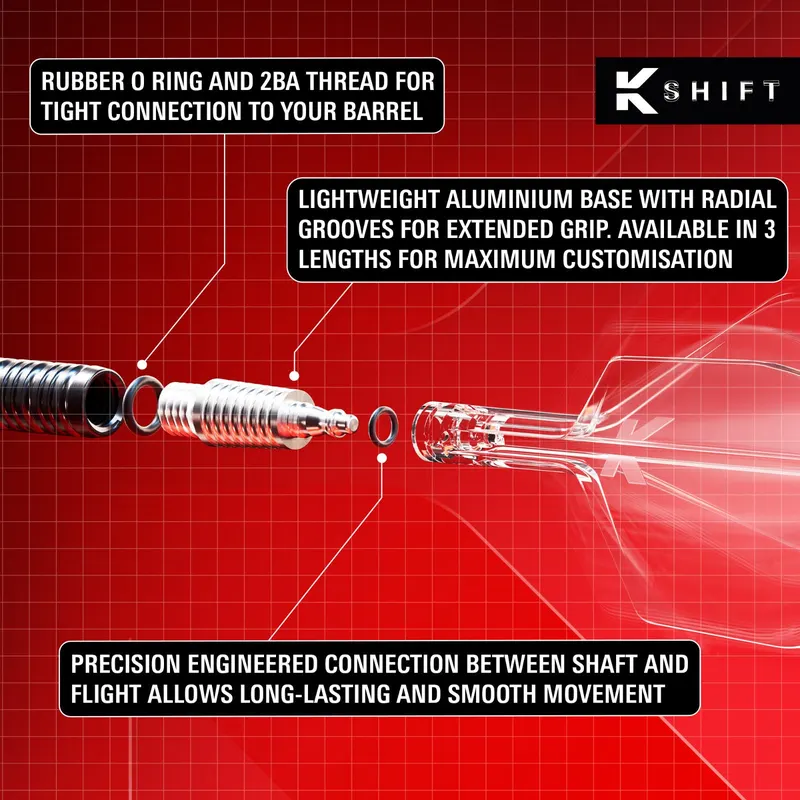 RUBBER O RING AND 2BA THREAD FOR
TIGHT CONNECTION TO YOUR BARREL
K SHIFT
LIGHTWEIGHT ALUMINIUM BASE WITH RADIAL
GROOVES FOR EXTENDED GRIP. AVAILABLE IN 3
LENGTHS FOR MAXIMUM CUSTOMISATION
K
PRECISION ENGINEERED CONNECTION BETWEEN SHAFT AND
FLIGHT ALLOWS LONG-LASTING AND SMOOTH MOVEMENT